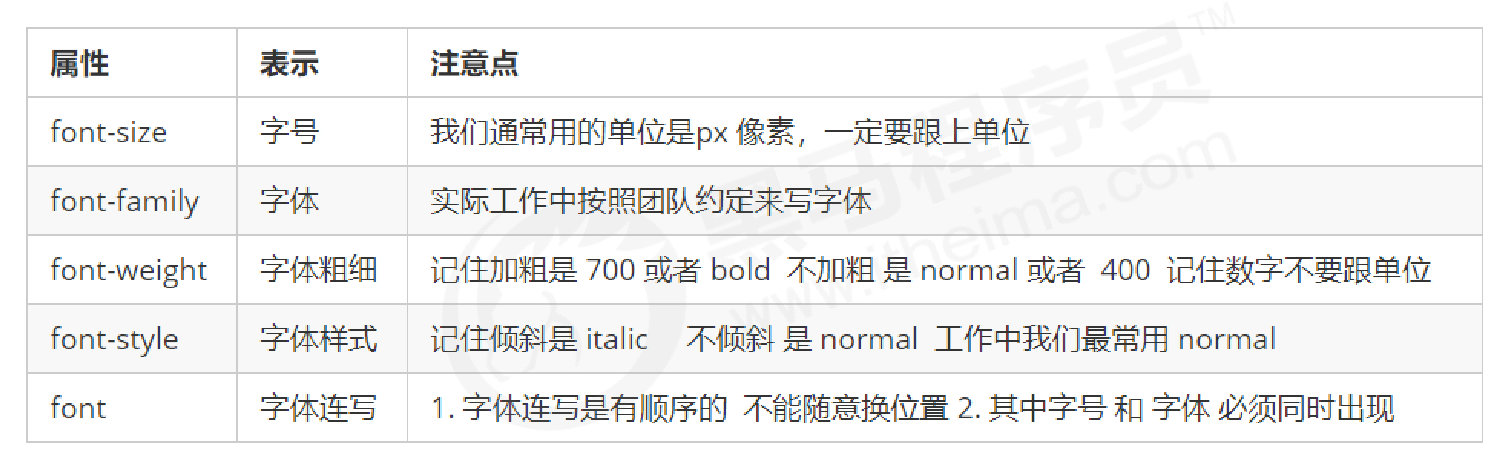 属性 表示 注意点
font-size 字号 我们通常用的单位是px 像素，一定要跟上单位
font-family 字体 实际工作中按照团队约定来写字体
font-weight 字体粗细 记住加粗是 700 或者 bold 不加粗 是 normal 或者 400 记住数字不要跟单位
font-style 字体样式 记住倾斜是 italic 不倾斜 是 normal 工作中我们最常用 normal
font 字体连写 1. 字体连写是有顺序的 不能随意换位置 2. 其中字号 和 字体 必须同时出现
黑马程序员™
www.itheima.com